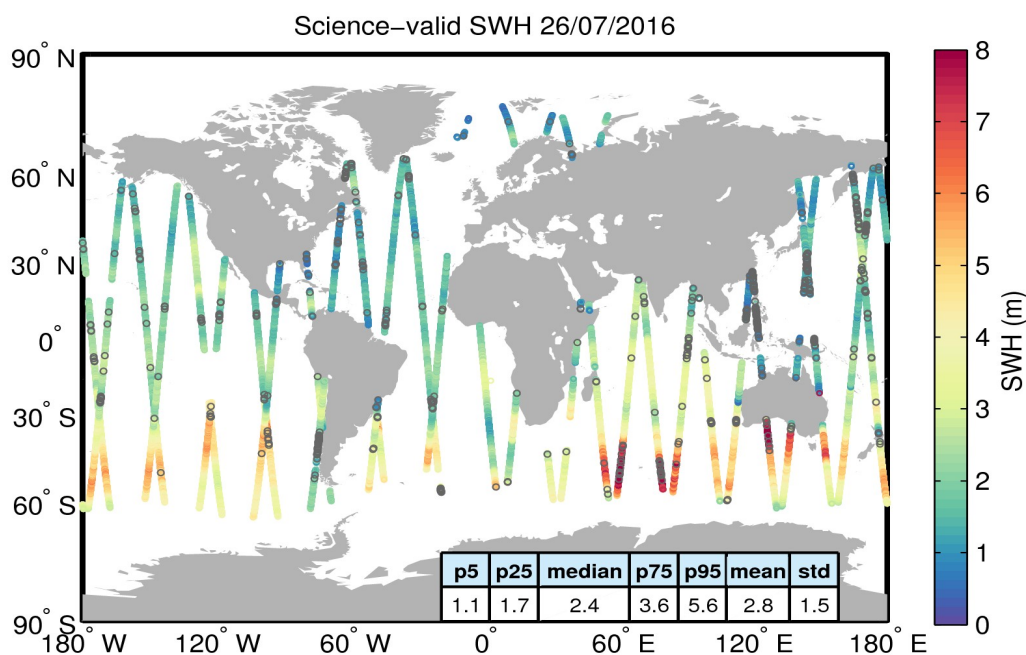 Science−valid SWH 26/07/2016
90° N
60° N
30° N
0°
30° S
60° S
90° S
180° W 120° W 60° W 0° 60° E 120° E 180° E
p5 p25 median p75 p95 mean std
1.1 1.7 2.4 3.6 5.6 2.8 1.5
8
7
6
5
4
3
2
1
0
SWH (m)